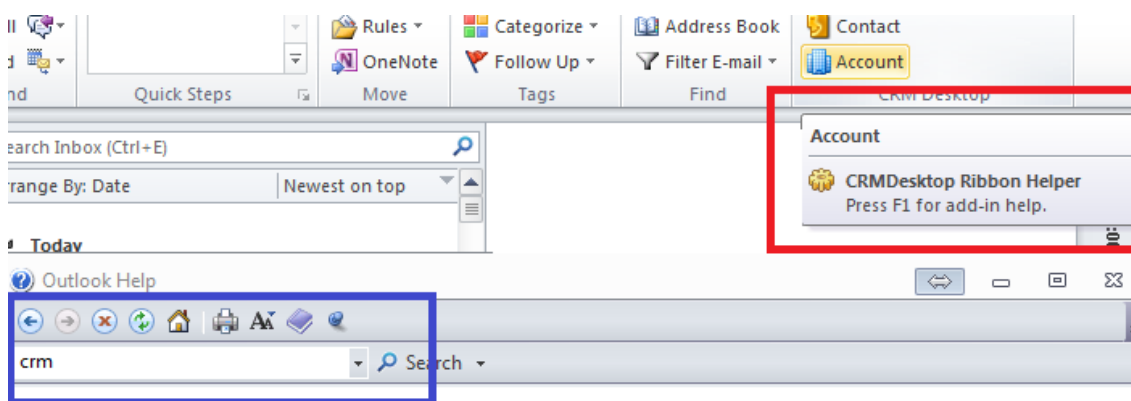 ll Rules Categorize Address Book Contact
d OneNote Follow Up Filter E-mail Account
nd Quick Steps Move Tags Find CRM Desktop
earch Inbox (Ctrl+E)
rrange By: Date Newest on top
Today
Account
CRMDesktop Ribbon Helper
Press F1 for add-in help.
Outlook Help
crm Search